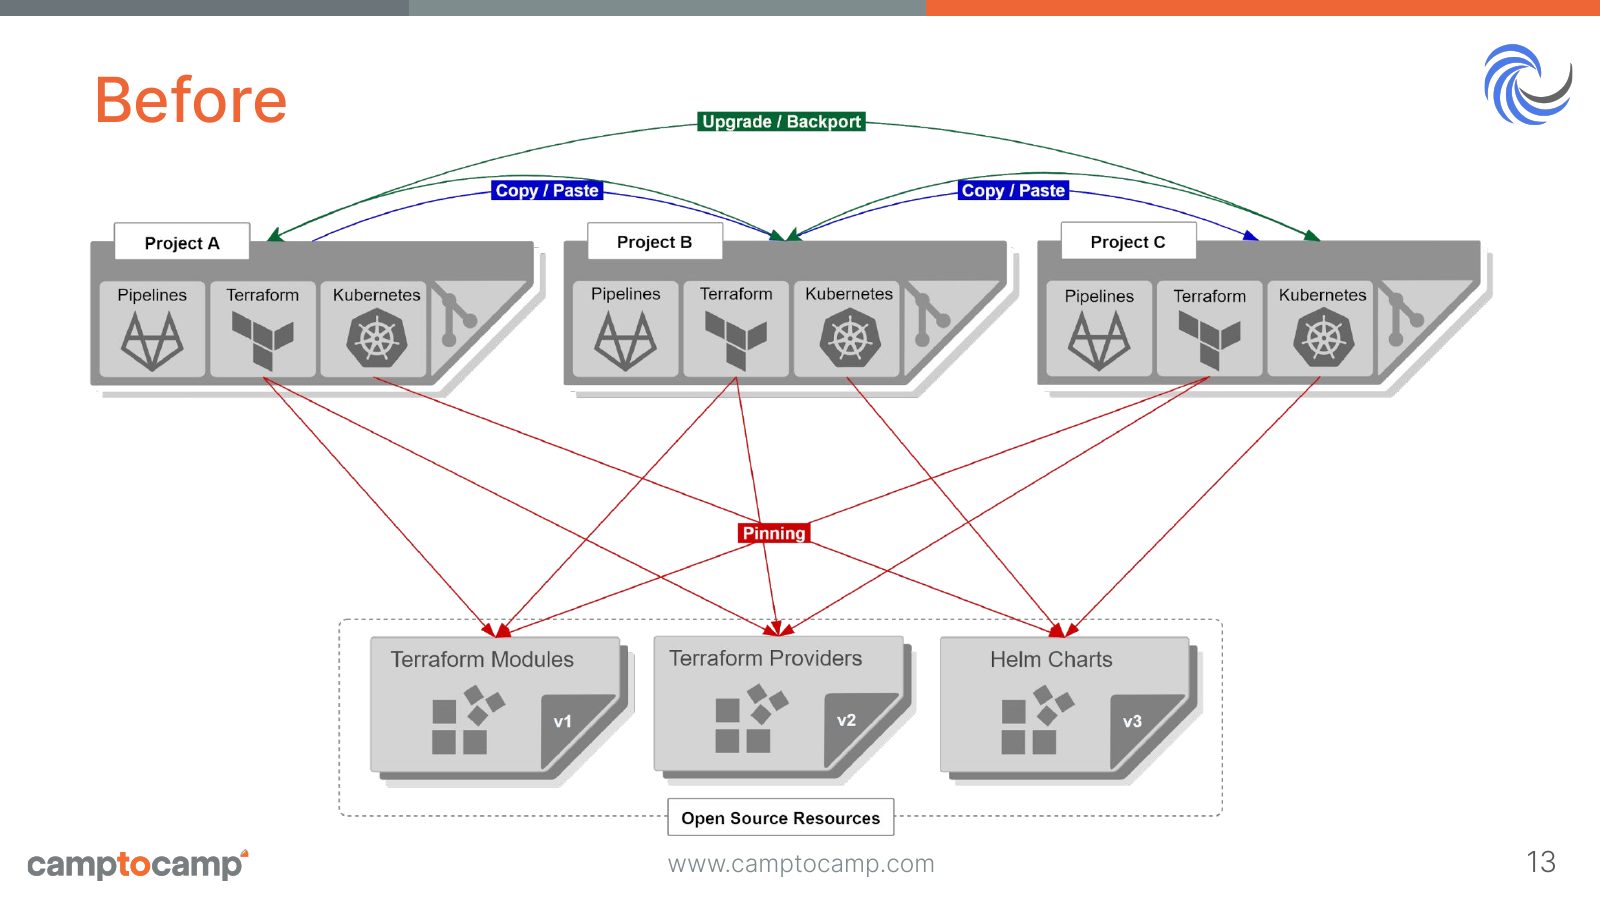 Before
Upgrade / Backport
Copy / Paste
Copy / Paste
Project A
Project B
Project C
Pipelines
Terraform
Kubernetes
Pipelines
Terraform
Kubernetes
Pipelines
Terraform
Kubernetes
Pinning
Terraform Modules
v1
Terraform Providers
v2
Helm Charts
v3
Open Source Resources
camptocamp
www.camptocamp.com
13